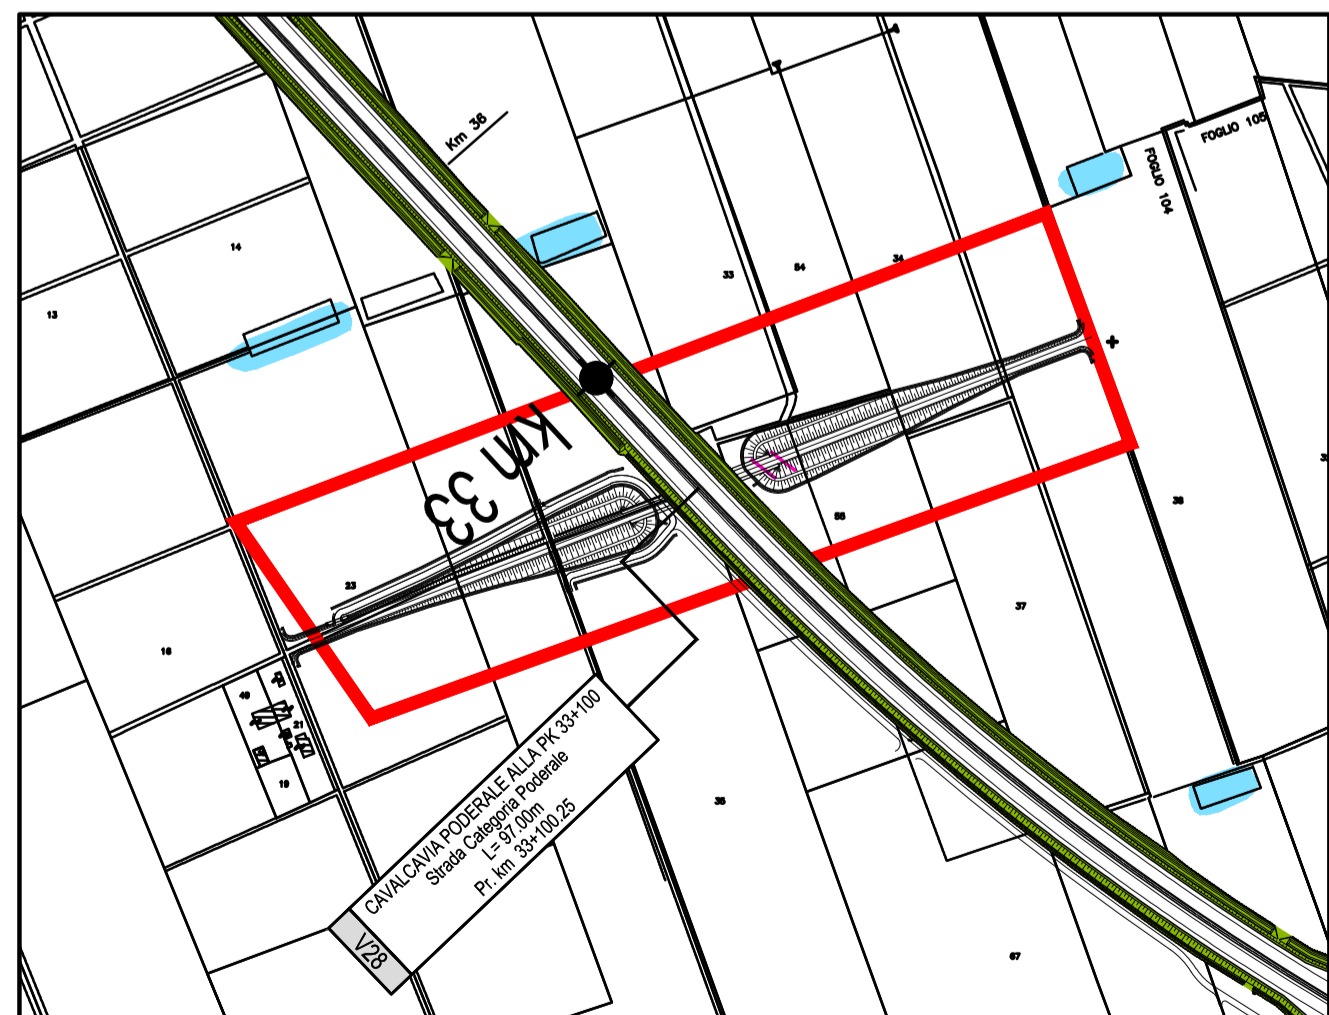 Km 36
FOGLIO 105
FOGLIO 104
14
13
33
54
34
km 33
23
55
38
37
16
40
21
19
35
67
CAVALCAVIA PODERALE ALLA PK 33+100
Strada Categoria Poderale
L= 97.00m
Pr. km 33+100.25
V28